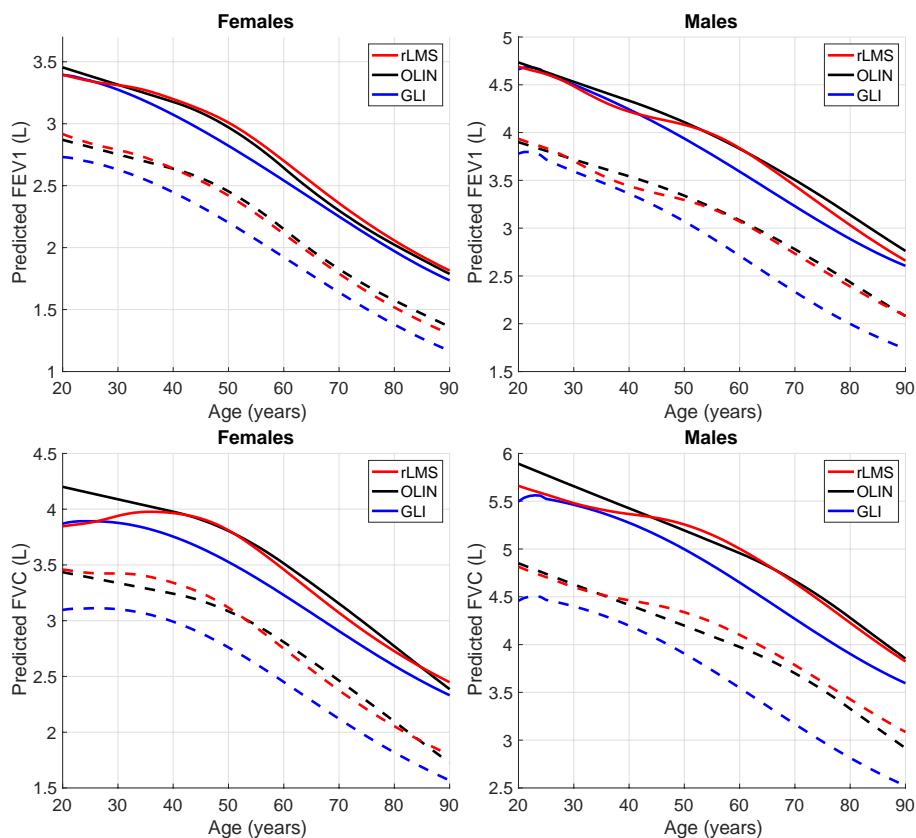 Females
Predicted FEV1 (L)
3.5
3
2.5
2
1.5
1
rLMS
OLIN
GLI
20 30 40 50 60 70 80 90
Age (years)
Males
Predicted FEV1 (L)
5
4.5
4
3.5
3
2.5
2
1.5
rLMS
OLIN
GLI
20 30 40 50 60 70 80 90
Age (years)
Females
Predicted FVC (L)
4.5
4
3.5
3
2.5
2
1.5
rLMS
OLIN
GLI
20 30 40 50 60 70 80 90
Age (years)
Males
Predicted FVC (L)
6
5.5
5
4.5
4
3.5
3
2.5
rLMS
OLIN
GLI
20 30 40 50 60 70 80 90
Age (years)